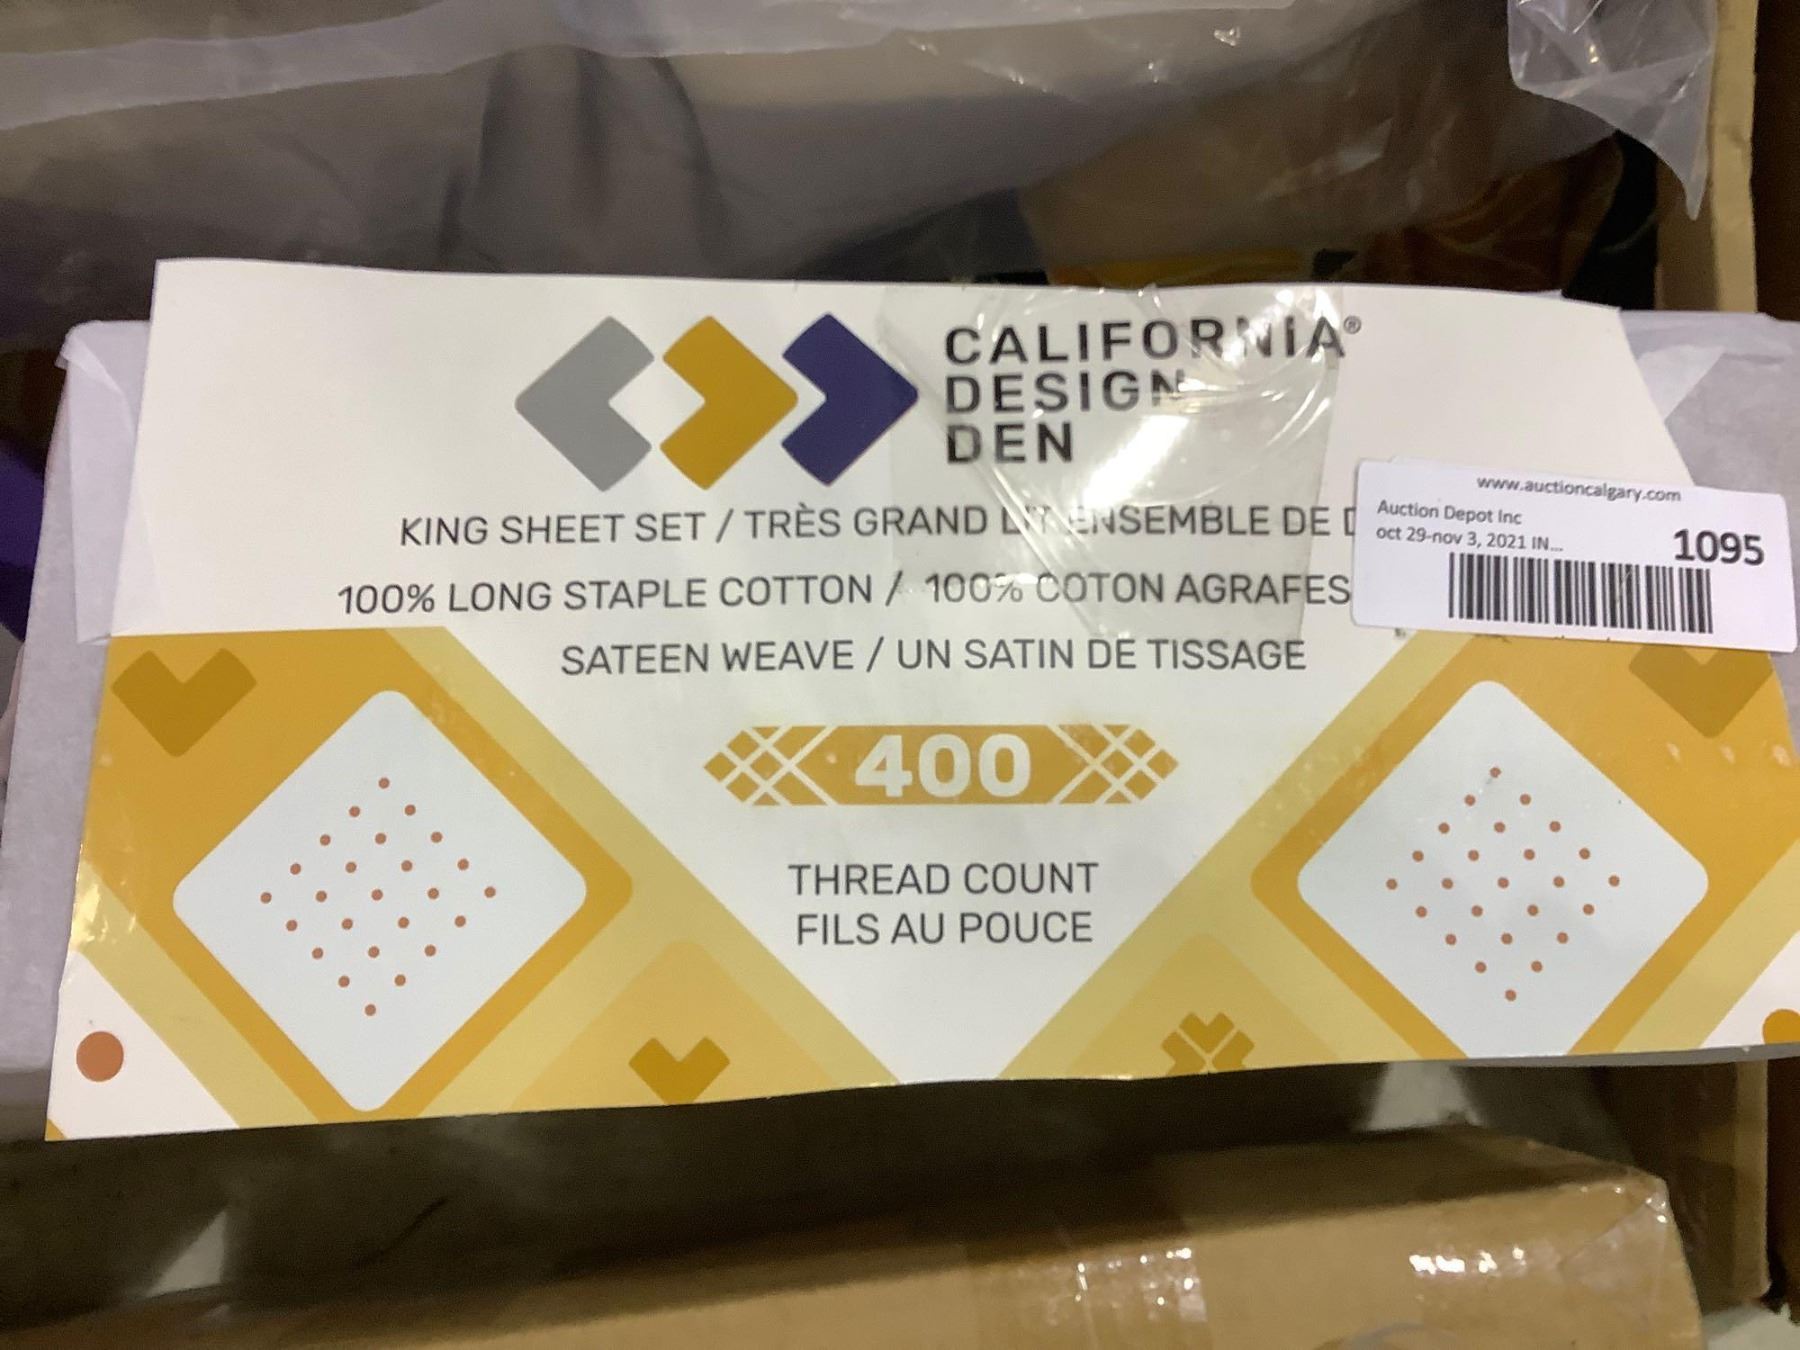 CALIFORNIA®
DESIGN
DEN
KING SHEET SET / TRÈS GRAND LIT ENSEMBLE DE
100% LONG STAPLE COTTON / 100% COTON AGRAFES
SATEEN WEAVE / UN SATIN DE TISSAGE
400
THREAD COUNT
FILS AU POUCE
www.auctioncalgary.com
Auction Depot Inc
oct 29-nov 3, 2021 IN...
1095